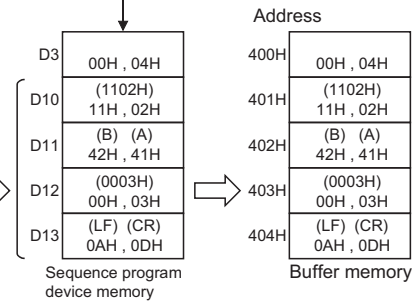 Address
D3 00H , 04H 400H 00H , 04H
D10 (1102H) 401H (1102H)
11H , 02H 11H , 02H
D11 (B) (A) 402H (B) (A)
42H , 41H 42H , 41H
D12 (0003H) 403H (0003H)
00H , 03H 00H , 03H
D13 (LF) (CR) 404H (LF) (CR)
0AH , 0DH 0AH , 0DH
Sequence program Buffer memory
device memory